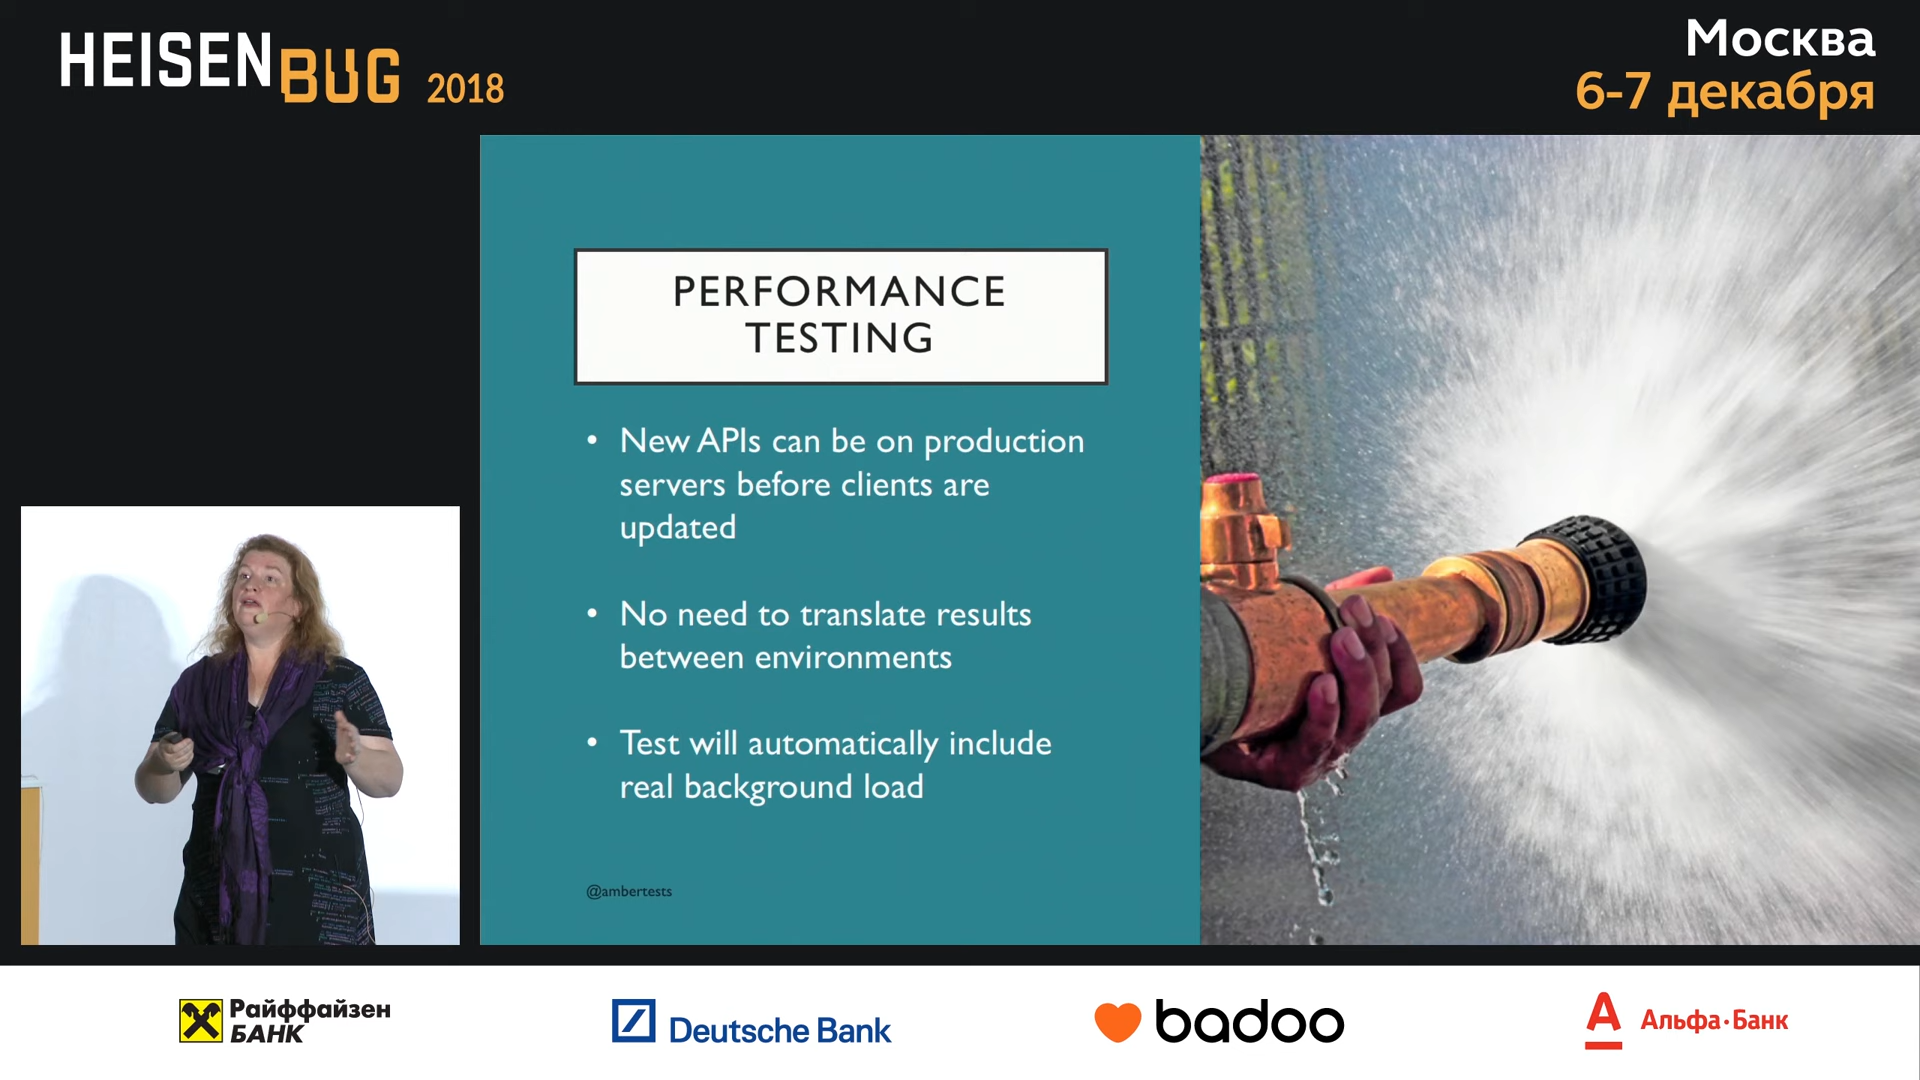 HEISENBUG 2018
Москва
6-7 декабря
PERFORMANCE
TESTING
• New APIs can be on production
servers before clients are
updated
• No need to translate results
between environments
• Test will automatically include
real background load
@ambertests
Райффайзен
БАНК
Deutsche Bank
badoo
Альфа·Банк